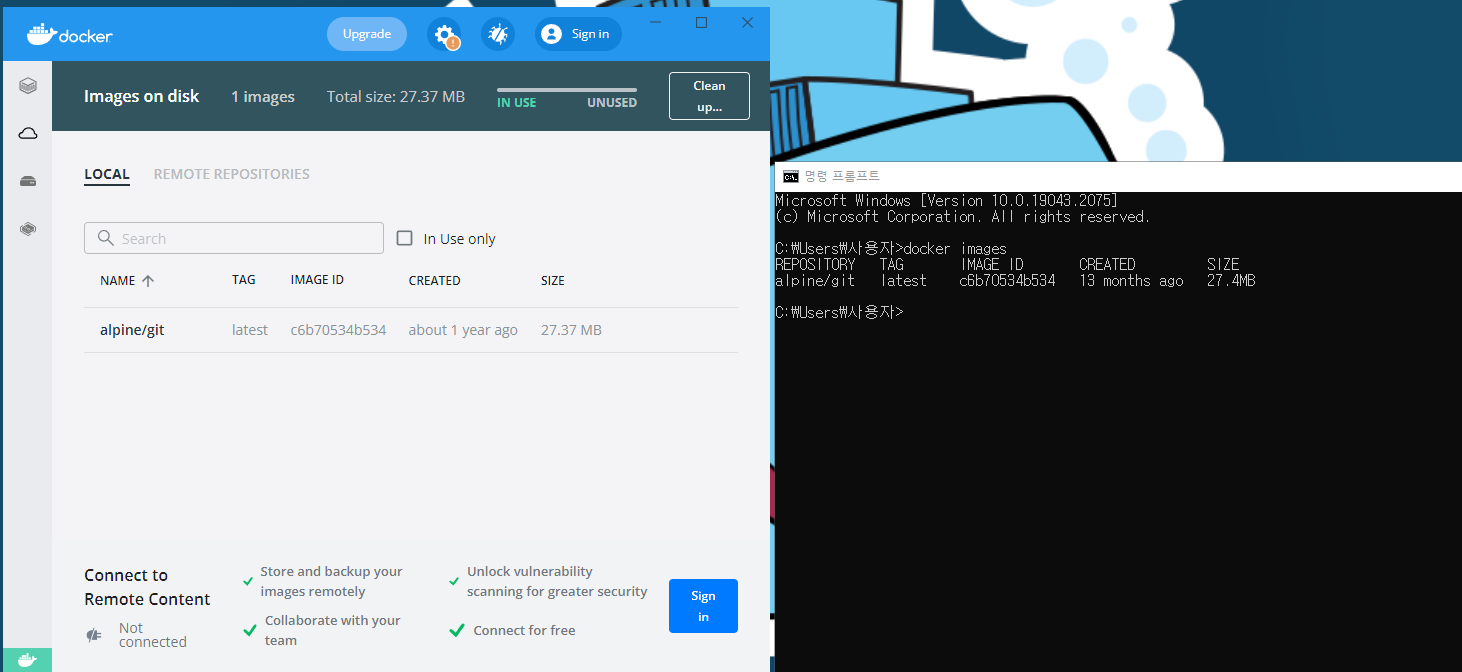 docker
Upgrade
Sign in
Images on disk
1 images
Total size: 27.37 MB
IN USE
UNUSED
Clean
up...
LOCAL
REMOTE REPOSITORIES
Search
In Use only
NAME TAG IMAGE ID CREATED SIZE
alpine/git latest c6b70534b534 about 1 year ago 27.37 MB
Connect to
Remote Content
Not
connected
Store and backup your
images remotely
Collaborate with your
team
Unlock vulnerability
scanning for greater security
Connect for free
Sign
in
명령 프롬프트
Microsoft Windows [Version 10.0.19043.2075]
(c) Microsoft Corporation. All rights reserved.
C:₩Users₩사용자>docker images
REPOSITORY TAG IMAGE ID CREATED SIZE
alpine/git latest c6b70534b534 13 months ago 27.4MB
C:₩Users₩사용자>